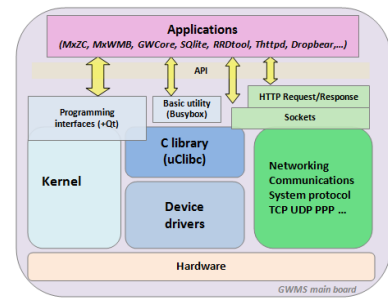 Applications
(MxZC, MxWMB, GWCore, SQlite, RRDtool, Thttpd, Dropbear,...)
API
HTTP Request/Response
Programming
interfaces (+Qt)
Basic utility
(Busybox)
Sockets
Kernel
C library
(uClibc)
Device
drivers
Networking
Communications
System protocol
TCP UDP PPP ...
Hardware
GWMS main board